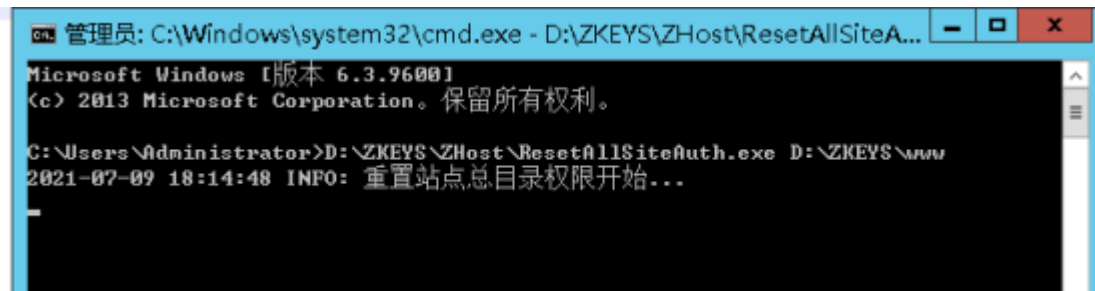 管理员: C:\Windows\system32\cmd.exe - D:\ZKEYS\ZHost\ResetAllSiteA...
Microsoft Windows [版本 6.3.9600]
(c) 2013 Microsoft Corporation。保留所有权利。
C:\Users\Administrator>D:\ZKEYS\ZHost\ResetAllSiteAuth.exe D:\ZKEYS\www
2021-07-09 18:14:48 INFO: 重置站点总目录权限开始...